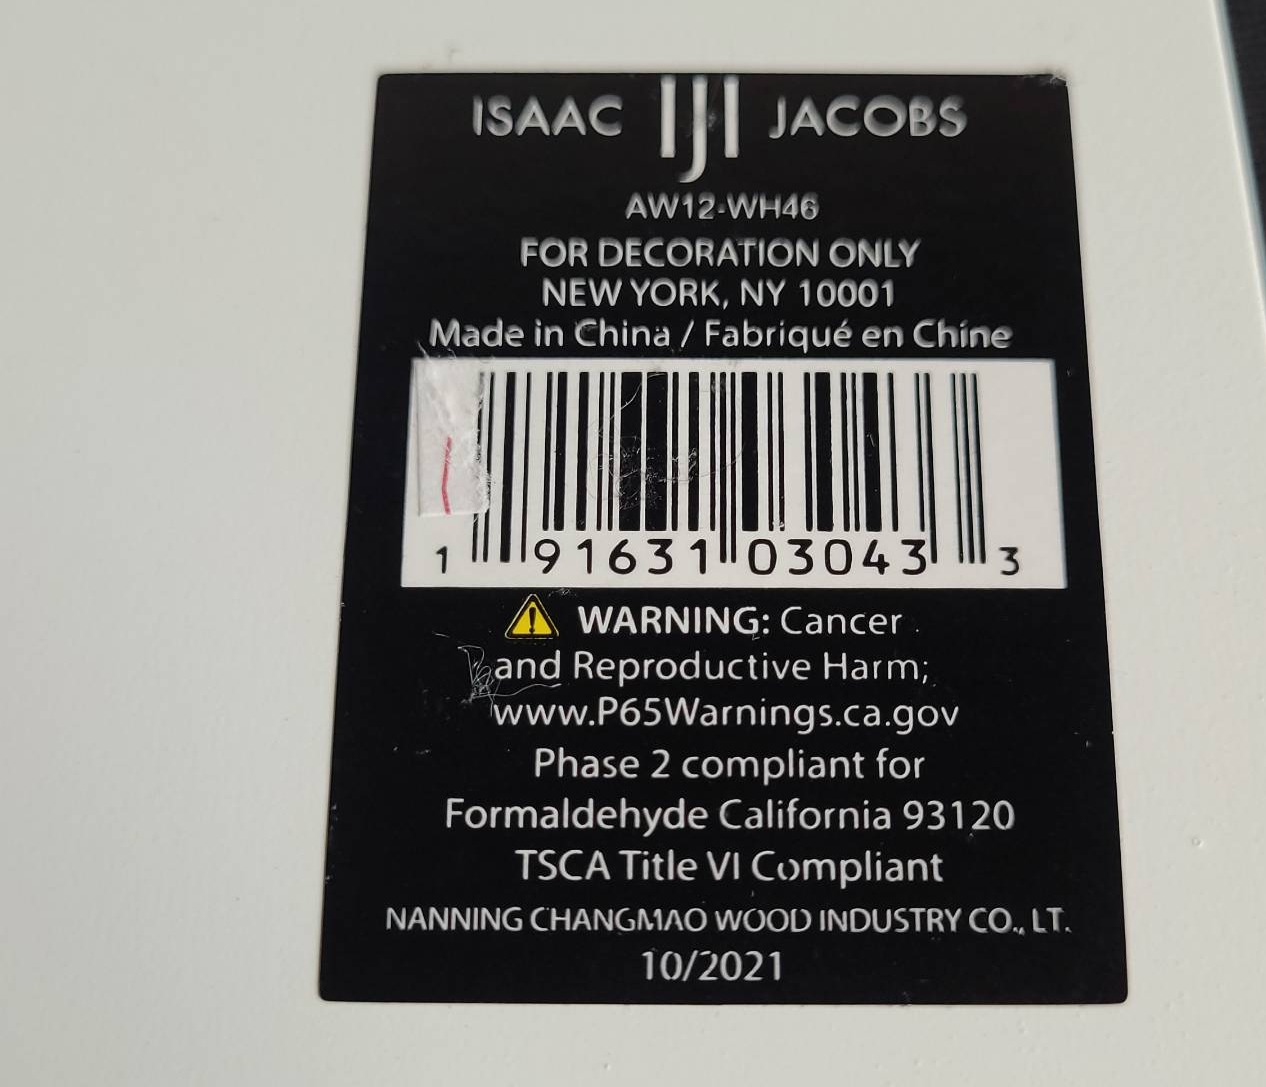 ISAAC IJI JACOBS
AW12-WH46
FOR DECORATION ONLY
NEW YORK, NY 10001
Made in China / Fabriqué en Chine
1 91631 03043 3
WARNING: Cancer
and Reproductive Harm;
www.P65Warnings.ca.gov
Phase 2 compliant for
Formaldehyde California 93120
TSCA Title VI Compliant
NANNING CHANGMAO WOOD INDUSTRY CO., LT.
10/2021